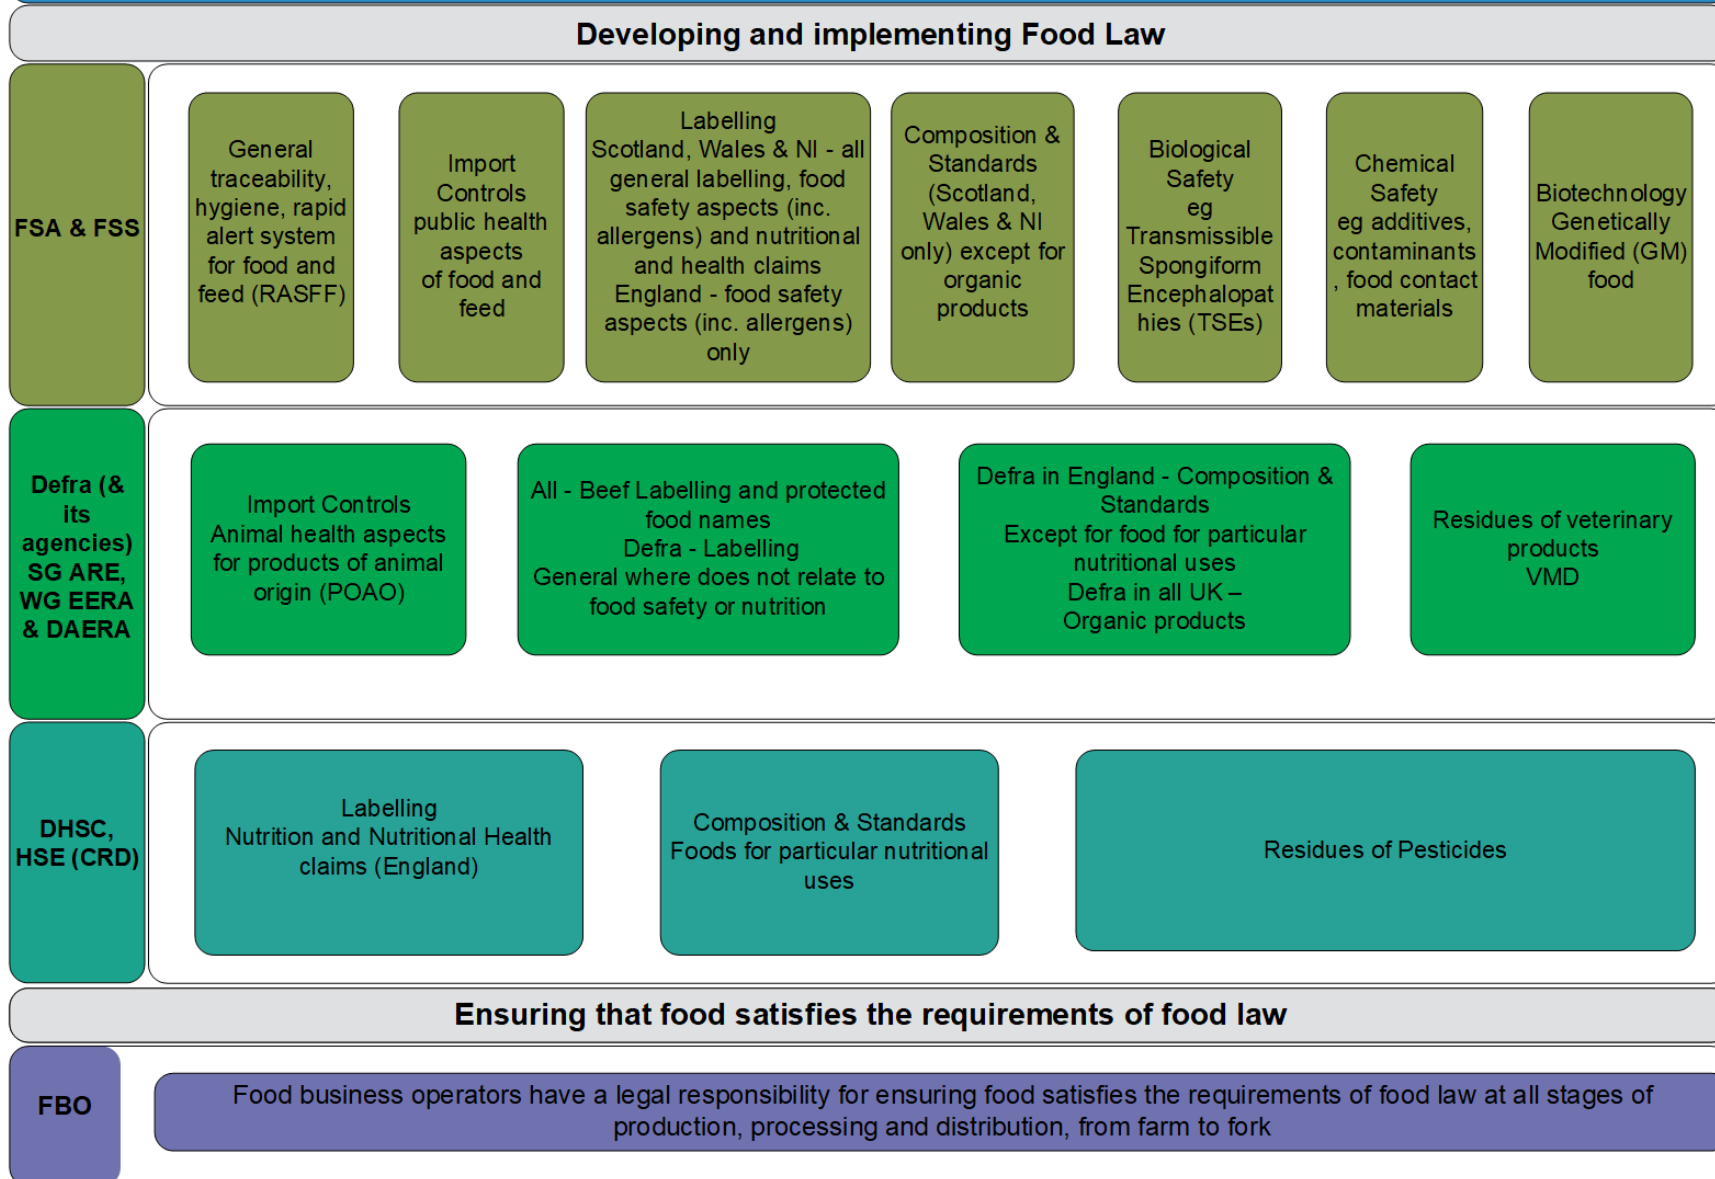 Developing and implementing Food Law
FSA & FSS
General
traceability,
hygiene, rapid
alert system
for food and
feed (RASFF)
Import
Controls
public health
aspects
of food and
feed
Labelling
Scotland, Wales & NI - all
general labelling, food
safety aspects (inc.
allergens) and nutritional
and health claims
England - food safety
aspects (inc. allergens)
only
Composition &
Standards
(Scotland,
Wales & NI
only) except for
organic
products
Biological
Safety
eg
Transmissible
Spongiform
Encephalopat
hies (TSEs)
Chemical
Safety
eg additives,
contaminants
, food contact
materials
Biotechnology
Genetically
Modified (GM)
food
Defra (&
its
agencies)
SG ARE,
WG EERA
& DAERA
Import Controls
Animal health aspects
for products of animal
origin (POAO)
All - Beef Labelling and protected
food names
Defra - Labelling
General where does not relate to
food safety or nutrition
Defra in England - Composition &
Standards
Except for food for particular
nutritional uses
Defra in all UK –
Organic products
Residues of veterinary
products
VMD
DHSC,
HSE (CRD)
Labelling
Nutrition and Nutritional Health
claims (England)
Composition & Standards
Foods for particular nutritional
uses
Residues of Pesticides
Ensuring that food satisfies the requirements of food law
FBO
Food business operators have a legal responsibility for ensuring food satisfies the requirements of food law at all stages of
production, processing and distribution, from farm to fork